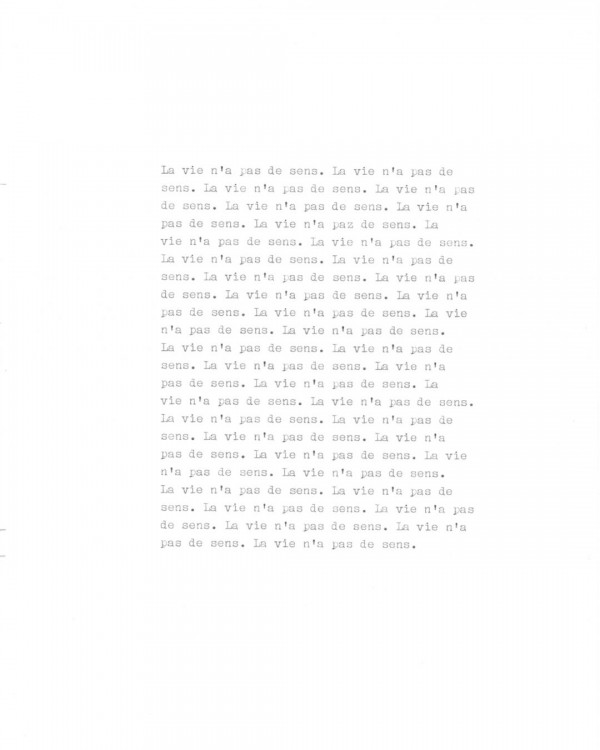 La vie n'a pas de sens. La vie n'a pas de
sens. La vie n'a pas de sens. La vie n'a pas
de sens. La vie n'a pas de sens. La vie n'a
pas de sens. La vie n'a paz de sens. La
vie n'a pas de sens. La vie n'a pas de sens.
La vie n'a pas de sens. La vie n'a pas de
sens. La vie n'a pas de sens. La vie n'a pas
de sens. La vie n'a pas de sens. La vie n'a
pas de sens. La vie n'a pas de sens. La vie
n'a pas de sens. La vie n'a pas de sens.
La vie n'a pas de sens. La vie n'a pas de
sens. La vie n'a pas de sens. La vie n'a
pas de sens. La vie n'a pas de sens. La
vie n'a pas de sens. La vie n'a pas de sens.
La vie n'a pas de sens. La vie n'a pas de
sens. La vie n'a pas de sens. La vie n'a
pas de sens. La vie n'a pas de sens. La vie
n'a pas de sens. La vie n'a pas de sens.
La vie n'a pas de sens. La vie n'a pas de
sens. La vie n'a pas de sens. La vie n'a pas
de sens. La vie n'a pas de sens. La vie n'a
pas de sens. La vie n'a pas de sens.